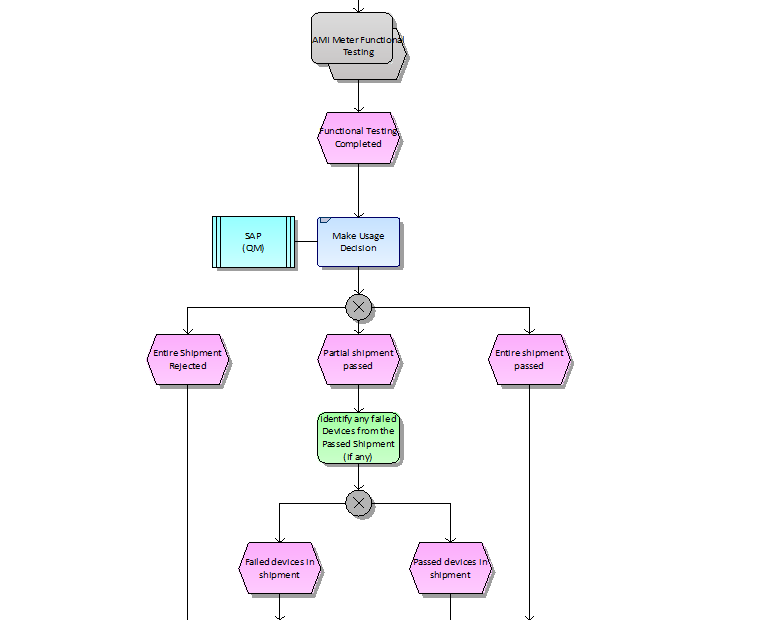 AMI Meter Functional
Testing
Functional Testing
Completed
SAP
(QM)
Make Usage
Decision
Entire Shipment
Rejected
Partial shipment
passed
Entire shipment
passed
Identify any failed
Devices from the
Passed Shipment
(if any)
Failed devices in
shipment
Passed devices in
shipment